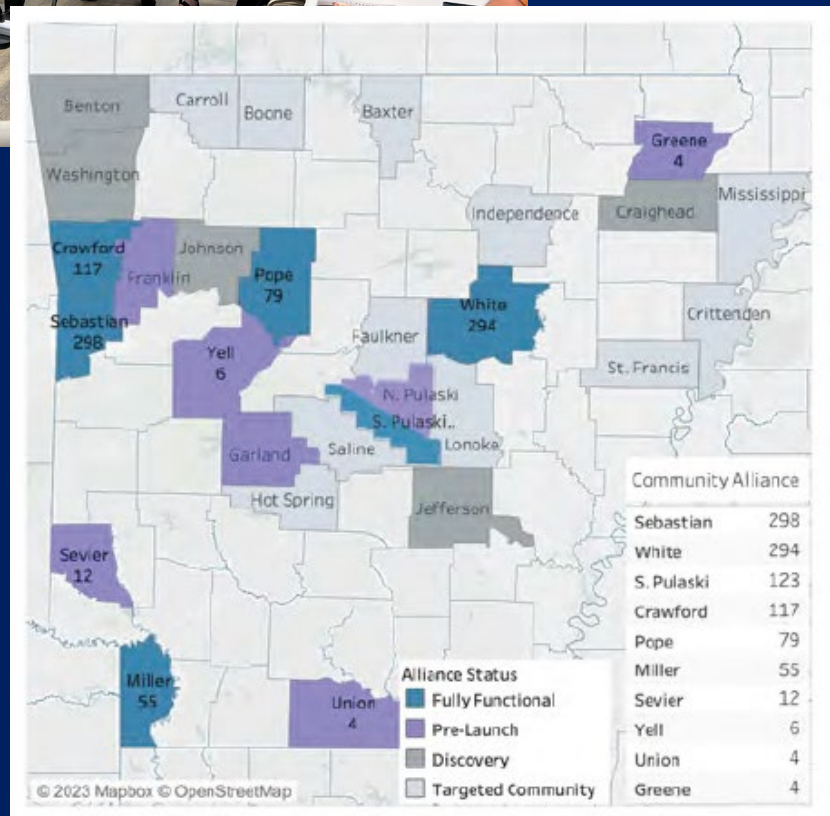 Benton
Carroll
Boone
Baxter
Greene
4
Washington
Independence
Craighead
Mississippi
Crawford
117
Franklin
Johnson
Pope
79
White
294
Sebastian
298
Faulkner
Crittenden
Yell
6
St. Francis
N. Pulaski
S. Pulaski..
Garland
Saline
Lonoke
Hot Spring
Jefferson
Sevier
12
Miller
55
Union
4
Alliance Status
Fully Functional
Pre-Launch
Discovery
Targeted Community
Community Alliance
Sebastian 298
White 294
S. Pulaski 123
Crawford 117
Pope 79
Miller 55
Sevier 12
Yell 6
Union 4
Greene 4
© 2023 Mapbox © OpenStreetMap